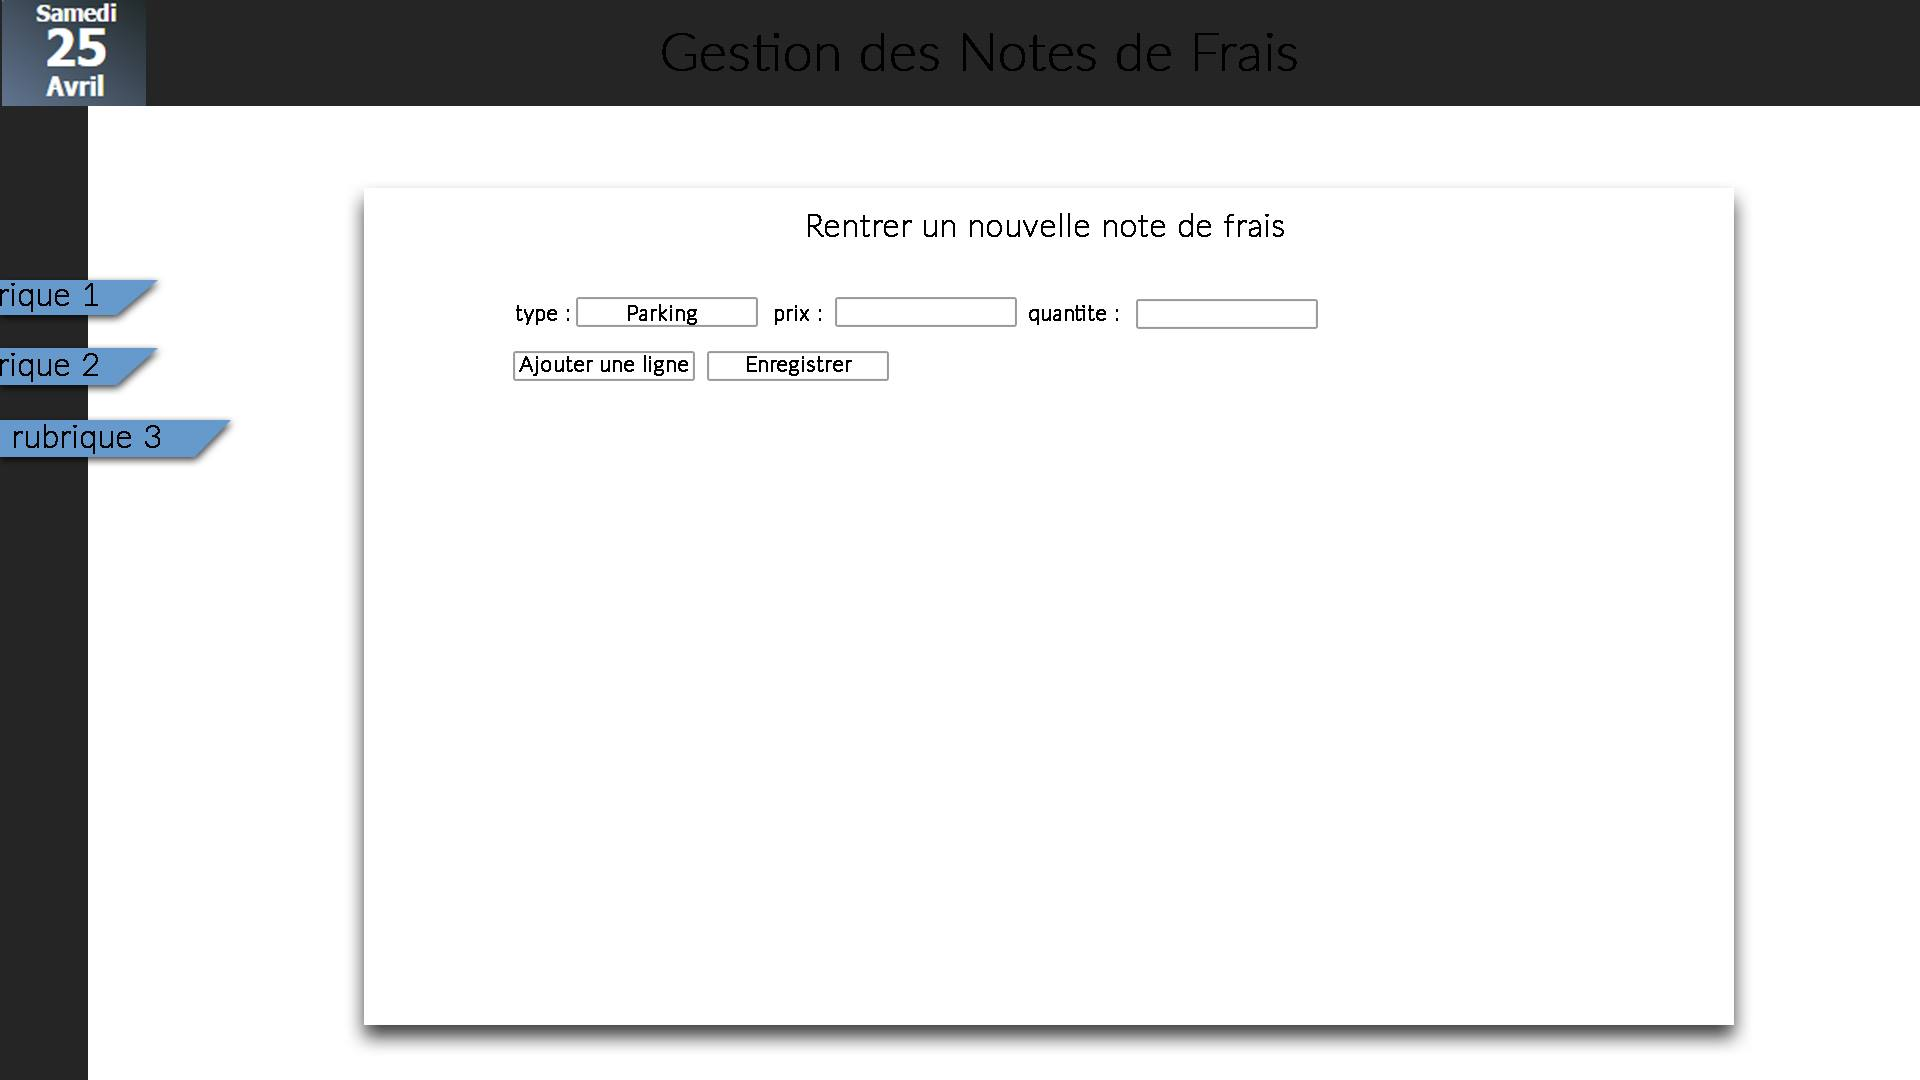 Samedi
25
Avril
Gestion des Notes de Frais
Rentrer un nouvelle note de frais
rique 1
rique 2
rubrique 3
type : Parking prix : quantite :
Ajouter une ligne Enregistrer